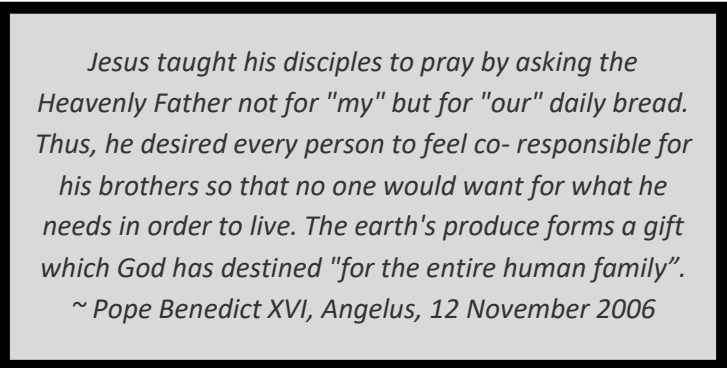 Jesus taught his disciples to pray by asking the
Heavenly Father not for "my" but for "our" daily bread.
Thus, he desired every person to feel co- responsible for
his brothers so that no one would want for what he
needs in order to live. The earth's produce forms a gift
which God has destined "for the entire human family”.
~ Pope Benedict XVI, Angelus, 12 November 2006